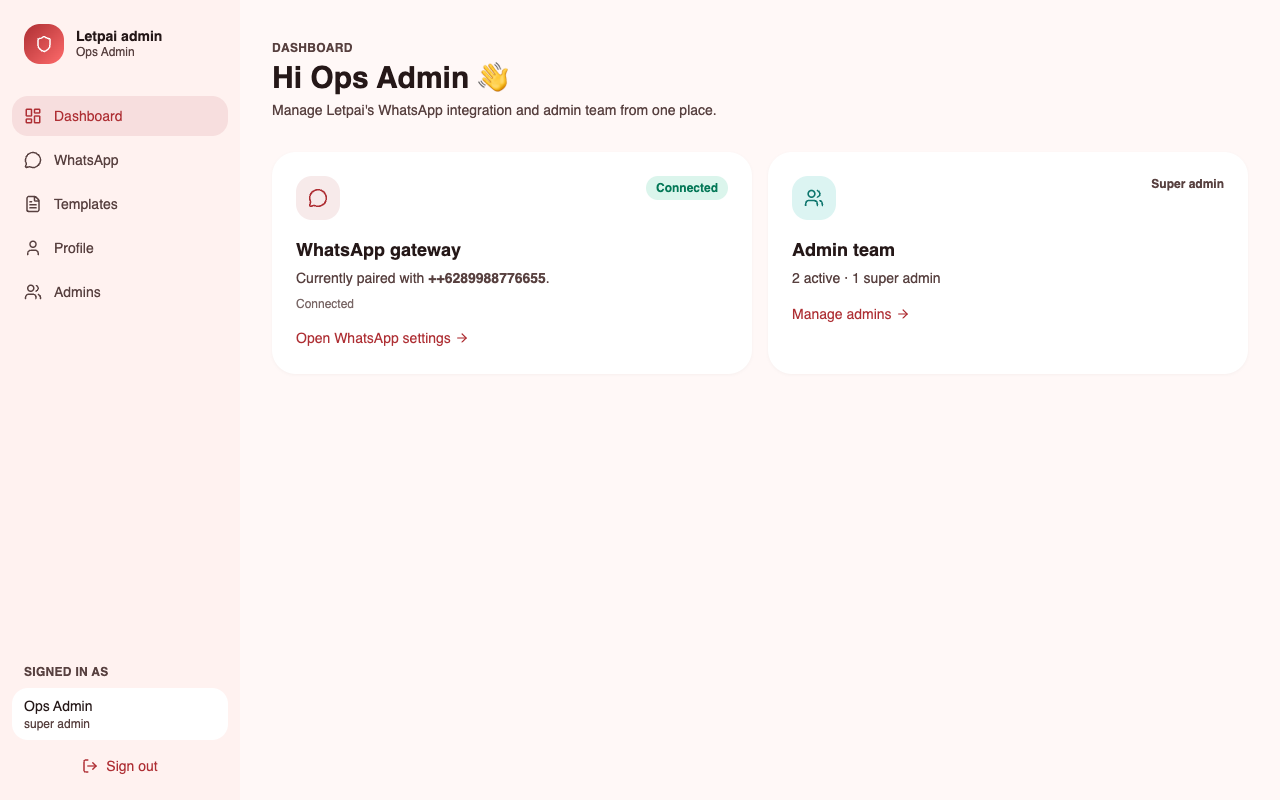 Letpai admin
Ops Admin
Dashboard
WhatsApp
Templates
Profile
Admins
SIGNED IN AS
Ops Admin
super admin
Sign out
DASHBOARD
Hi Ops Admin 👋
Manage Letpai's WhatsApp integration and admin team from one place.
Connected
WhatsApp gateway
Currently paired with ++6289988776655.
Connected
Open WhatsApp settings →
Super admin
Admin team
2 active · 1 super admin
Manage admins →